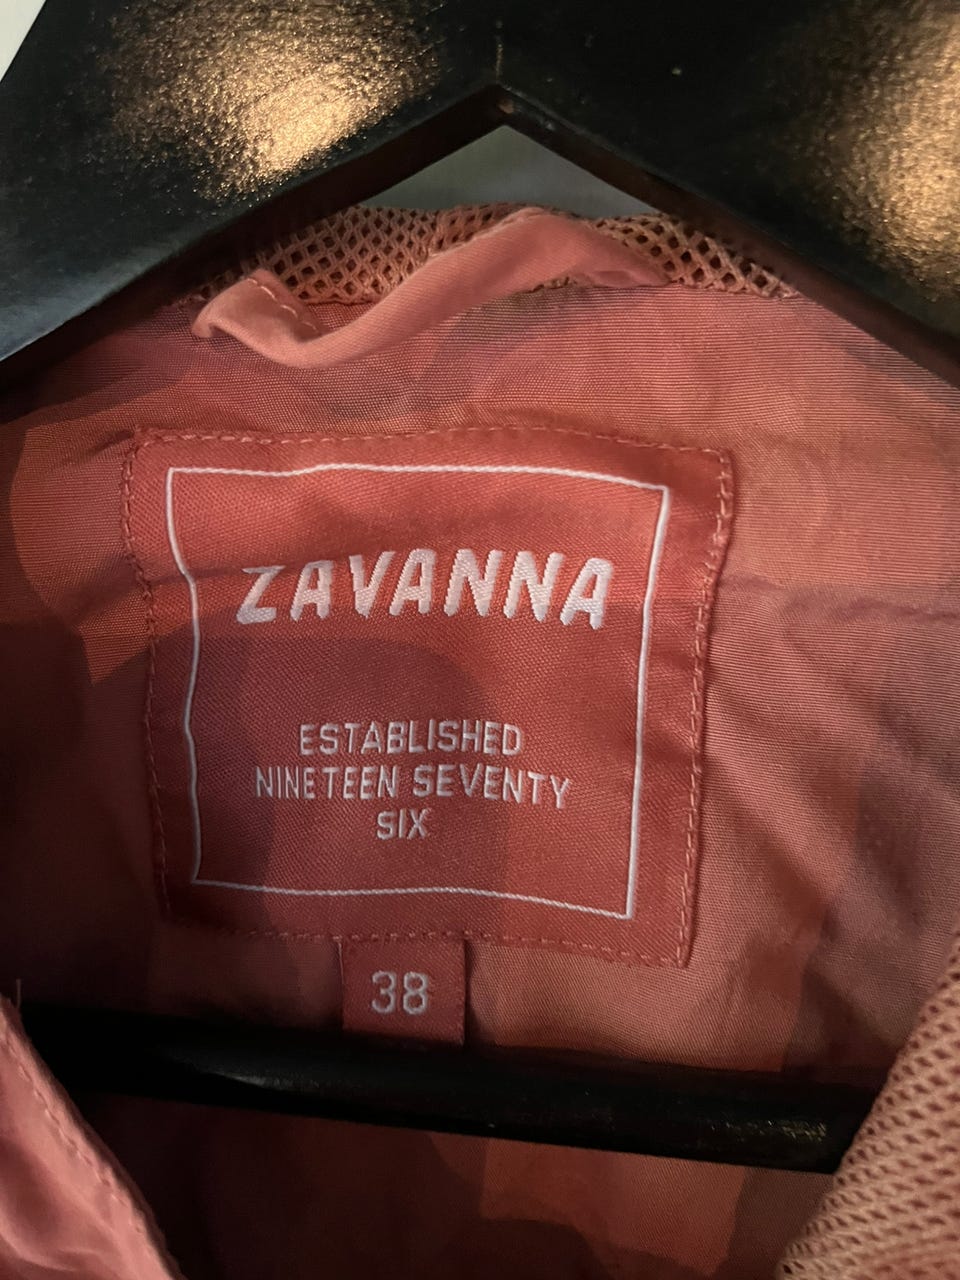 ZAVANNA
ESTABLISHED
NINETEEN SEVENTY
SIX
38